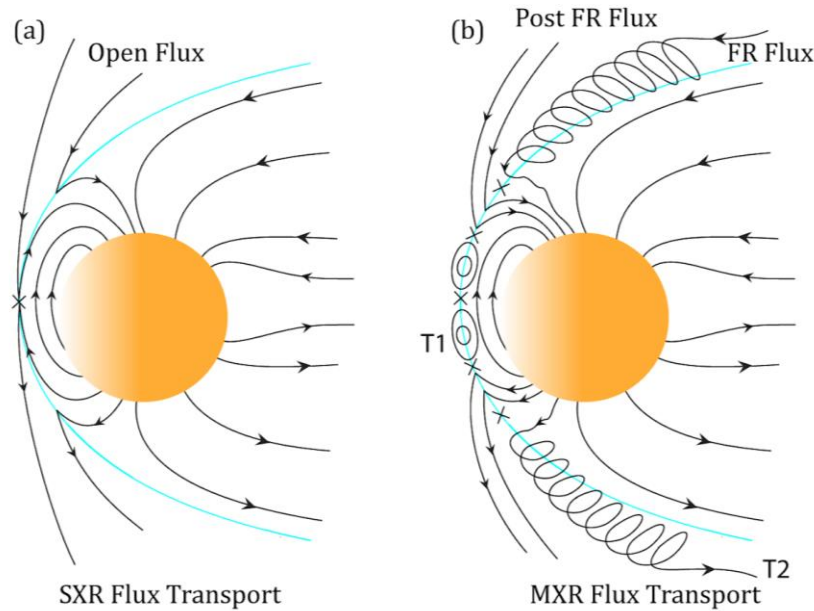 (a)
Open Flux
SXR Flux Transport
(b)
Post FR Flux
FR Flux
T1
T2
MXR Flux Transport